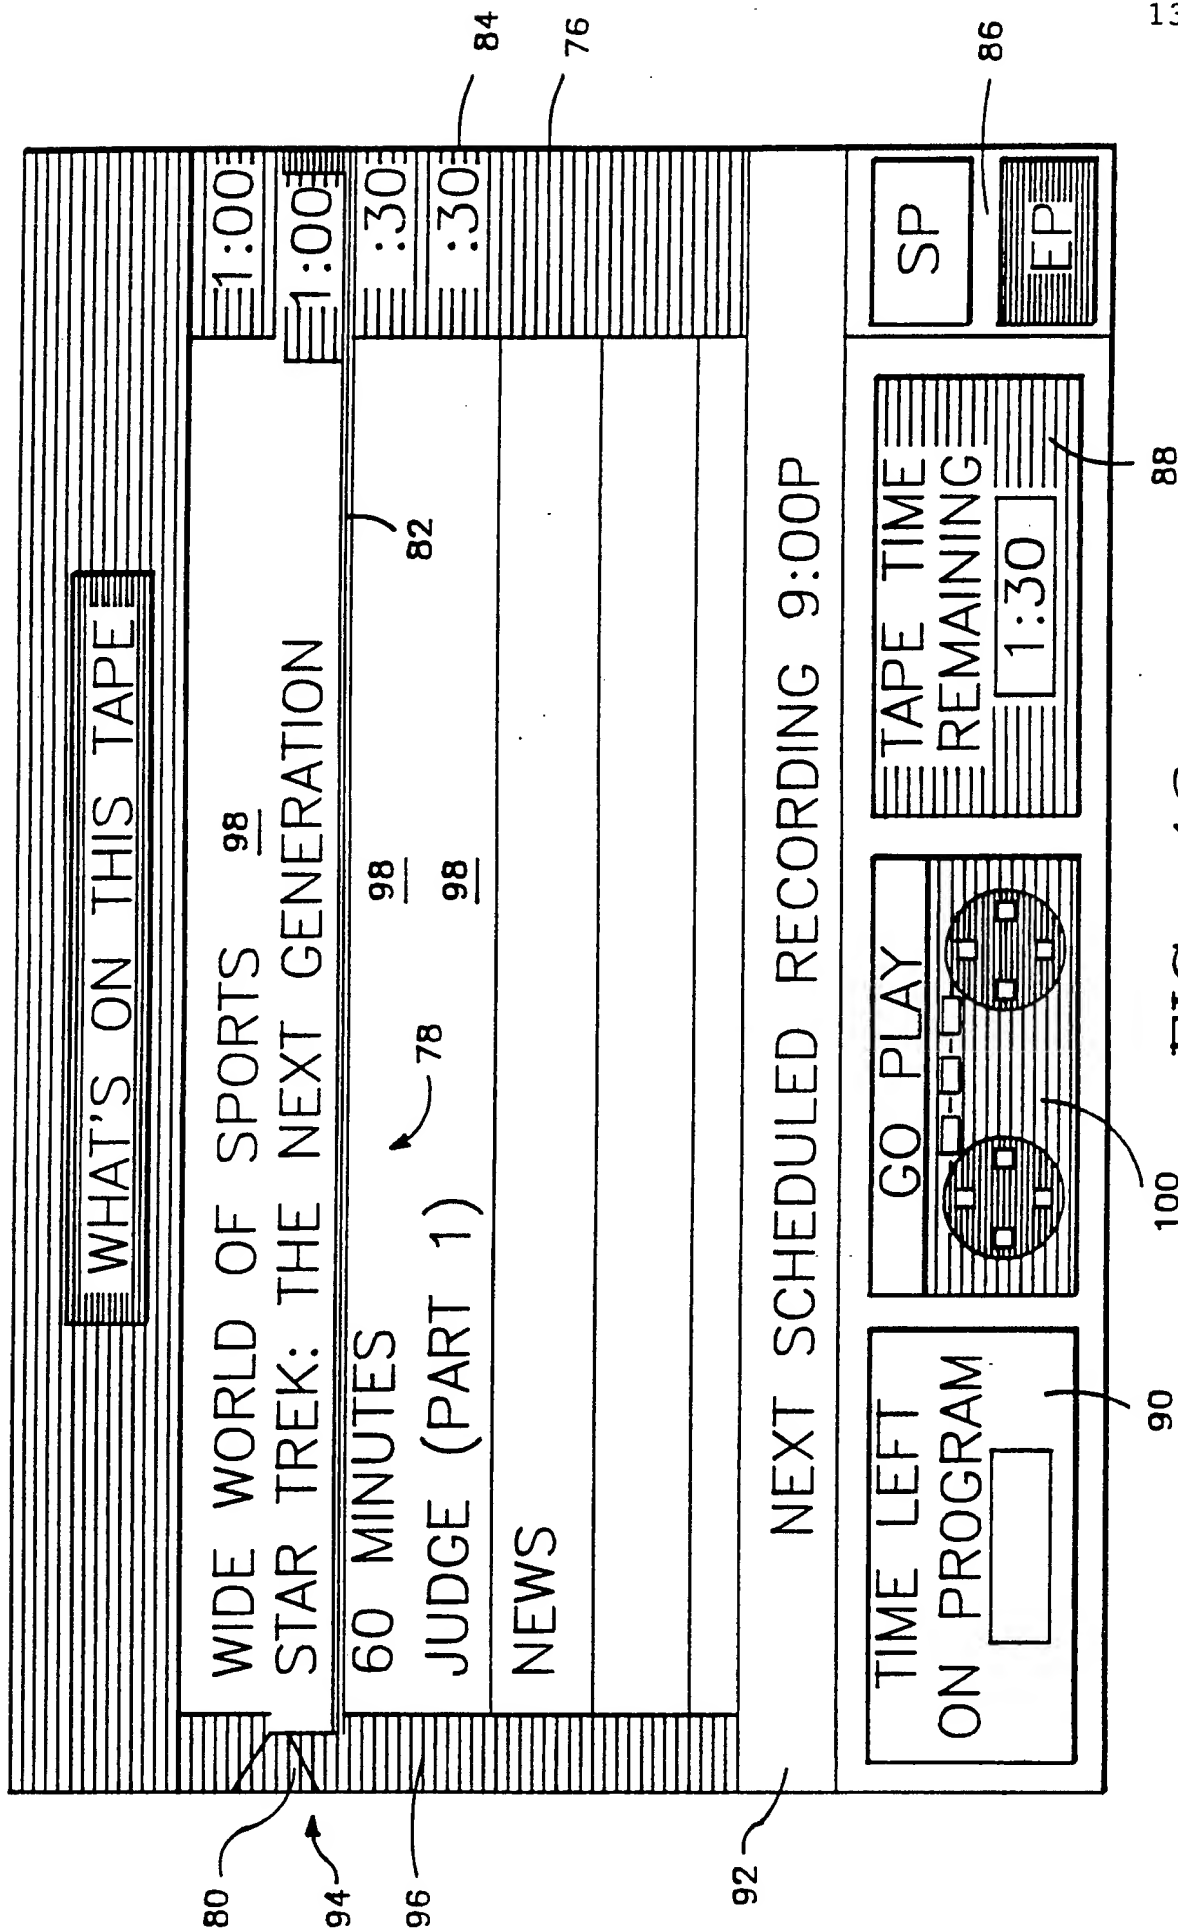 13
WHAT'S ON THIS TAPE
WIDE WORLD OF SPORTS 98 1:00
STAR TREK: THE NEXT GENERATION 1:00
60 MINUTES 98 :30
JUDGE (PART 1) 98 :30
NEWS
NEXT SCHEDULED RECORDING 9:00P
TIME LEFT
ON PROGRAM
GO PLAY
TAPE TIME
REMAINING
1:30
SP
EP
80
94
96
92
78
82
84
76
86
90
100
88